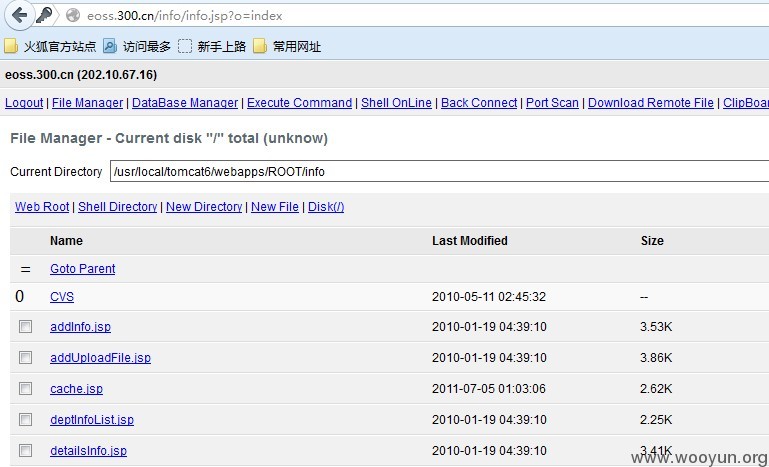 eoss.300.cn/info/info.jsp?o=index
火狐官方站点 访问最多 新手上路 常用网址
eoss.300.cn (202.10.67.16)
Logout | File Manager | DataBase Manager | Execute Command | Shell OnLine | Back Connect | Port Scan | Download Remote File | ClipBoar
File Manager - Current disk "/" total (unknow)
Current Directory /usr/local/tomcat6/webapps/ROOT/info
Web Root | Shell Directory | New Directory | New File | Disk(/)
Name Last Modified Size
= Goto Parent
0 CVS 2010-05-11 02:45:32 --
addInfo.jsp 2010-01-19 04:39:10 3.53K
addUploadFile.jsp 2010-01-19 04:39:10 3.86K
cache.jsp 2011-07-05 01:03:06 2.62K
deptInfoList.jsp 2010-01-19 04:39:10 2.25K
detailsInfo.jsp 2010-01-19 04:39:10 3.41K
www.wooyun.org